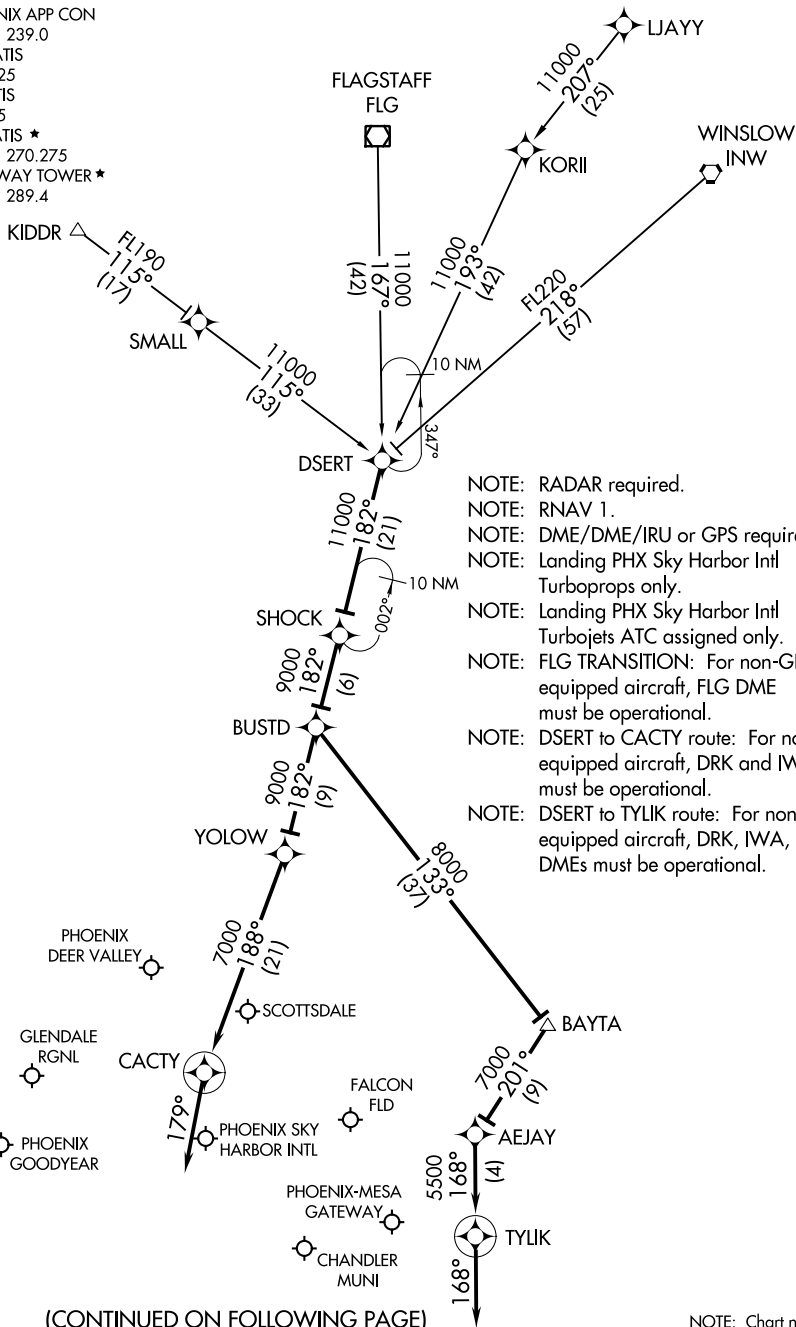 NIX APP CON
239.0
ATIS
25
TIS
5
ATIS ★
270.275
WAY TOWER ★
289.4
LJAYY
11000
207°
(25)
FLAGSTAFF
FLG
KORII
WINSLOW
INW
KIDDR
FL190
115°
(17)
SMALL
11000
115°
(33)
11000
167°
(42)
11000
193°
(42)
FL220
218°
(57)
10 NM
347°
DSERT
11000
182°
(21)
10 NM
002°
SHOCK
9000
182°
(6)
BUSTD
9000
182°
(9)
YOLOW
NOTE: RADAR required.
NOTE: RNAV 1.
NOTE: DME/DME/IRU or GPS requir
NOTE: Landing PHX Sky Harbor Intl
Turboprops only.
NOTE: Landing PHX Sky Harbor Intl
Turbojets ATC assigned only.
NOTE: FLG TRANSITION: For non-G
equipped aircraft, FLG DME
must be operational.
NOTE: DSERT to CACTY route: For no
equipped aircraft, DRK and IW
must be operational.
NOTE: DSERT to TYLIK route: For non
equipped aircraft, DRK, IWA,
DMEs must be operational.
8000
133°
(37)
7000
188°
(21)
PHOENIX
DEER VALLEY
SCOTTSDALE
BAYTA
GLENDALE
RGNL
CACTY
179°
7000
201°
(9)
FALCON
FLD
PHOENIX SKY
HARBOR INTL
AEJAY
PHOENIX
GOODYEAR
5500
168°
(4)
PHOENIX-MESA
GATEWAY
TYLIK
CHANDLER
MUNI
168°
(CONTINUED ON FOLLOWING PAGE)
NOTE: Chart n